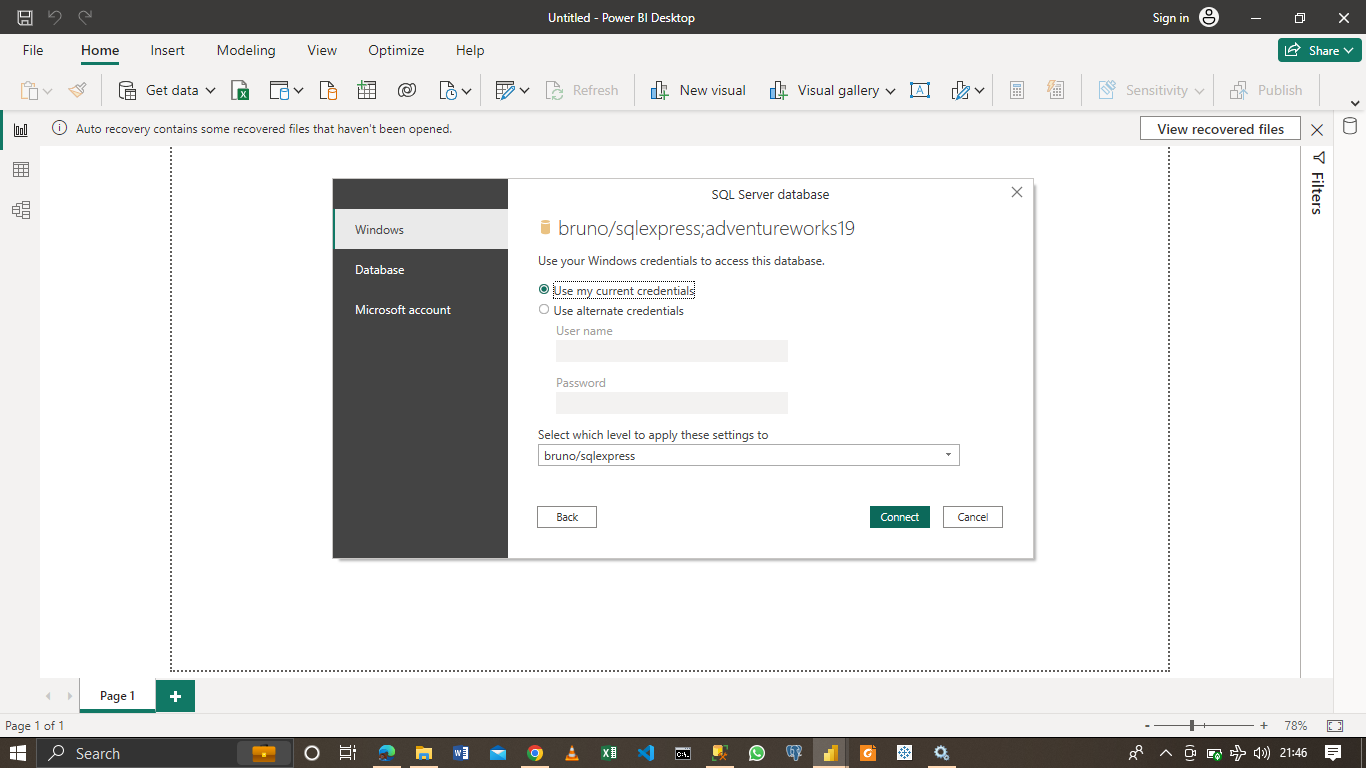 Untitled - Power BI Desktop
Sign in
File Home Insert Modeling View Optimize Help
Share
Get data
Refresh
New visual
Visual gallery
Sensitivity
Publish
Auto recovery contains some recovered files that haven't been opened.
View recovered files
Filters
SQL Server database
Windows
Database
Microsoft account
bruno/sqlexpress;adventureworks19
Use your Windows credentials to access this database.
Use my current credentials
Use alternate credentials
User name
Password
Select which level to apply these settings to
bruno/sqlexpress
Back
Connect
Cancel
Page 1
Page 1 of 1
78%
Search
21:46